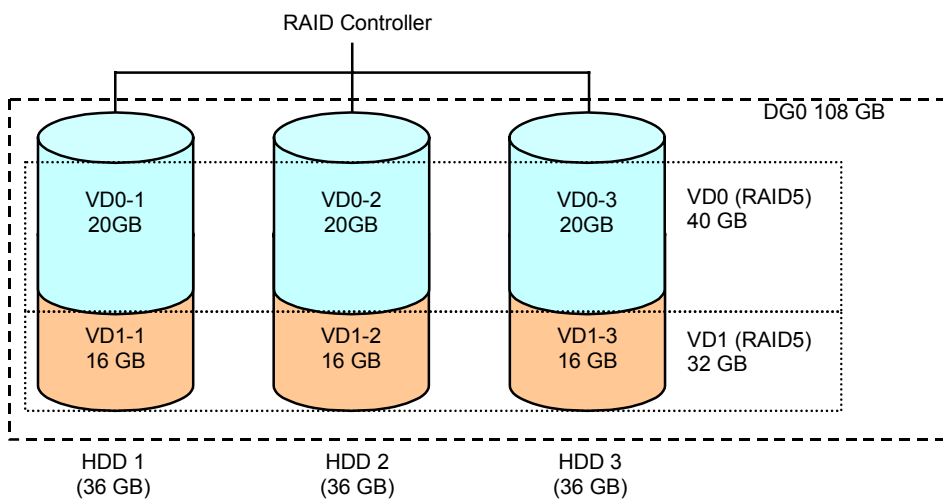 RAID Controller
DG0 108 GB
VD0-1
20GB
VD0-2
20GB
VD0-3
20GB
VD0 (RAID5)
40 GB
VD1-1
16 GB
VD1-2
16 GB
VD1-3
16 GB
VD1 (RAID5)
32 GB
HDD 1
(36 GB)
HDD 2
(36 GB)
HDD 3
(36 GB)